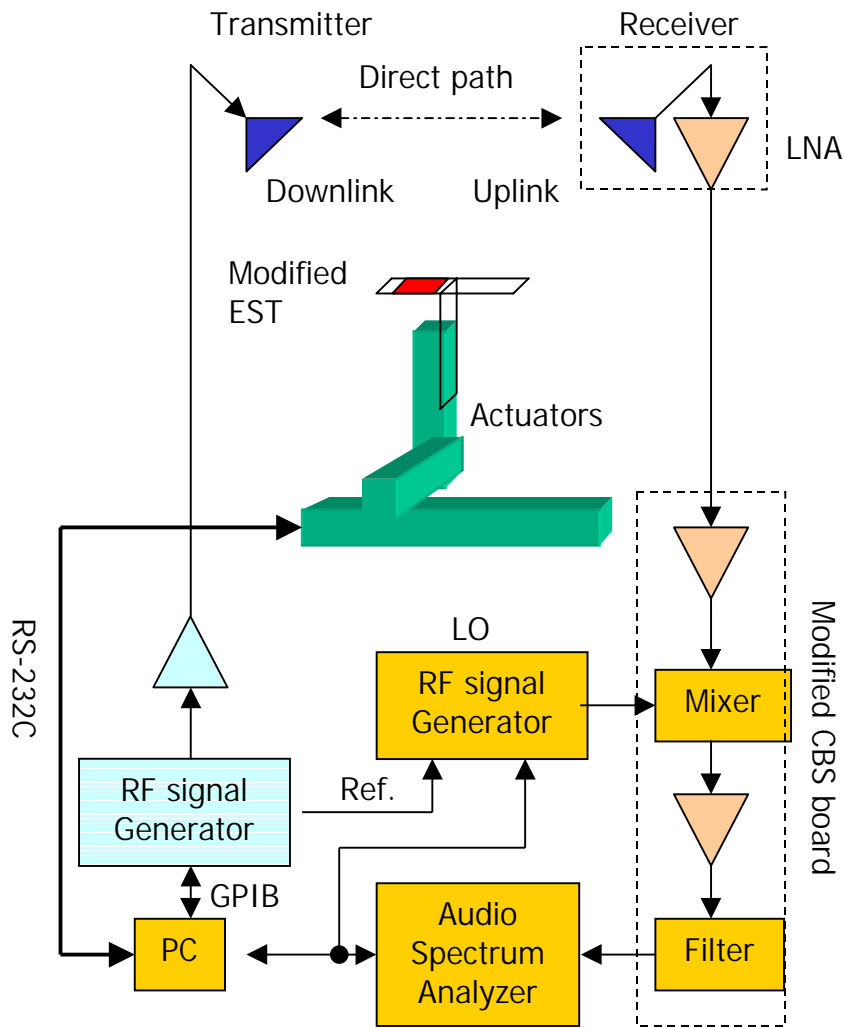 Transmitter
Receiver
Direct path
LNA
Downlink
Uplink
Modified
EST
Actuators
RS-232C
LO
RF signal
Generator
Mixer
Modified CBS board
RF signal
Generator
Ref.
GPIB
PC
Audio
Spectrum
Analyzer
Filter